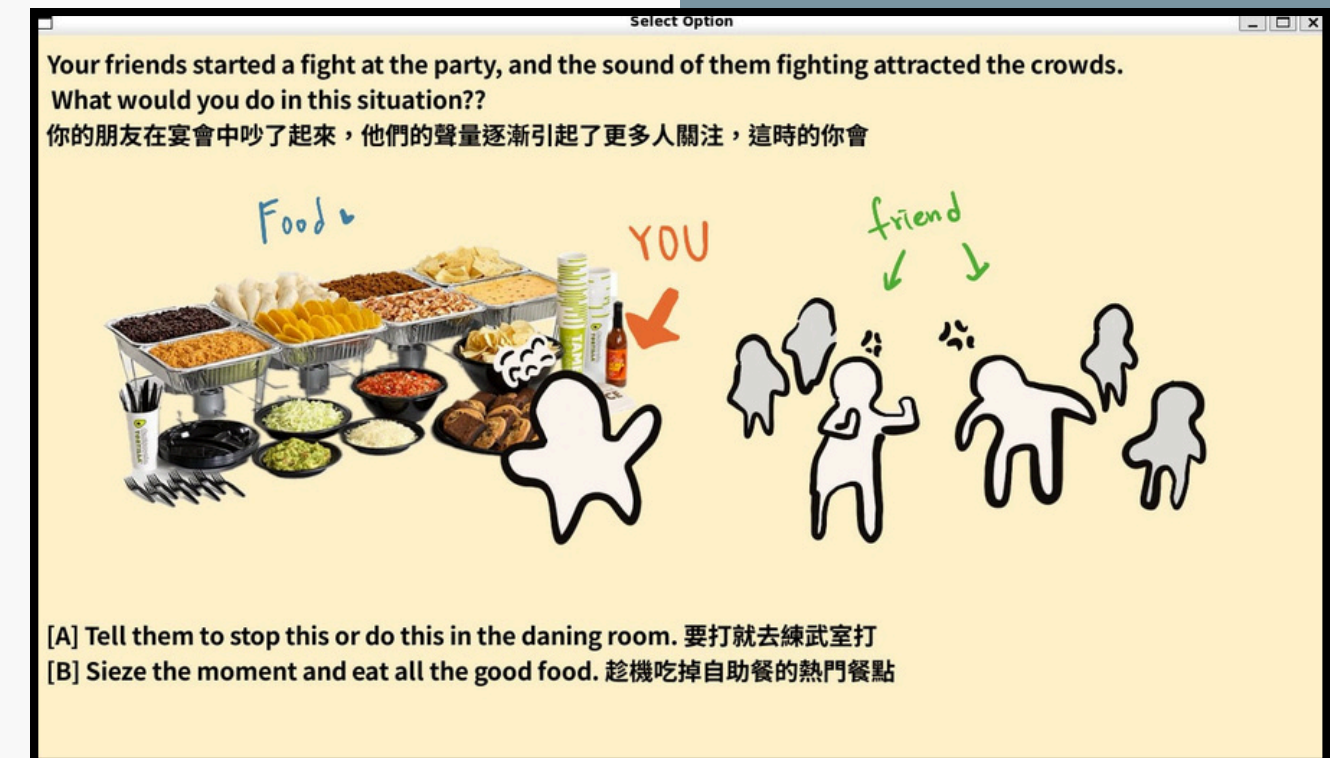 Select Option
Your friends started a fight at the party, and the sound of them fighting attracted the crowds.
What would you do in this situation??
你的朋友在宴會中吵了起來，他們的聲量逐漸引起了更多人關注，這時的你會
Food
YOU
friend
TAM
[A] Tell them to stop this or do this in the daning room. 要打就去練武室打
[B] Sieze the moment and eat all the good food. 趁機吃掉自助餐的熱門餐點